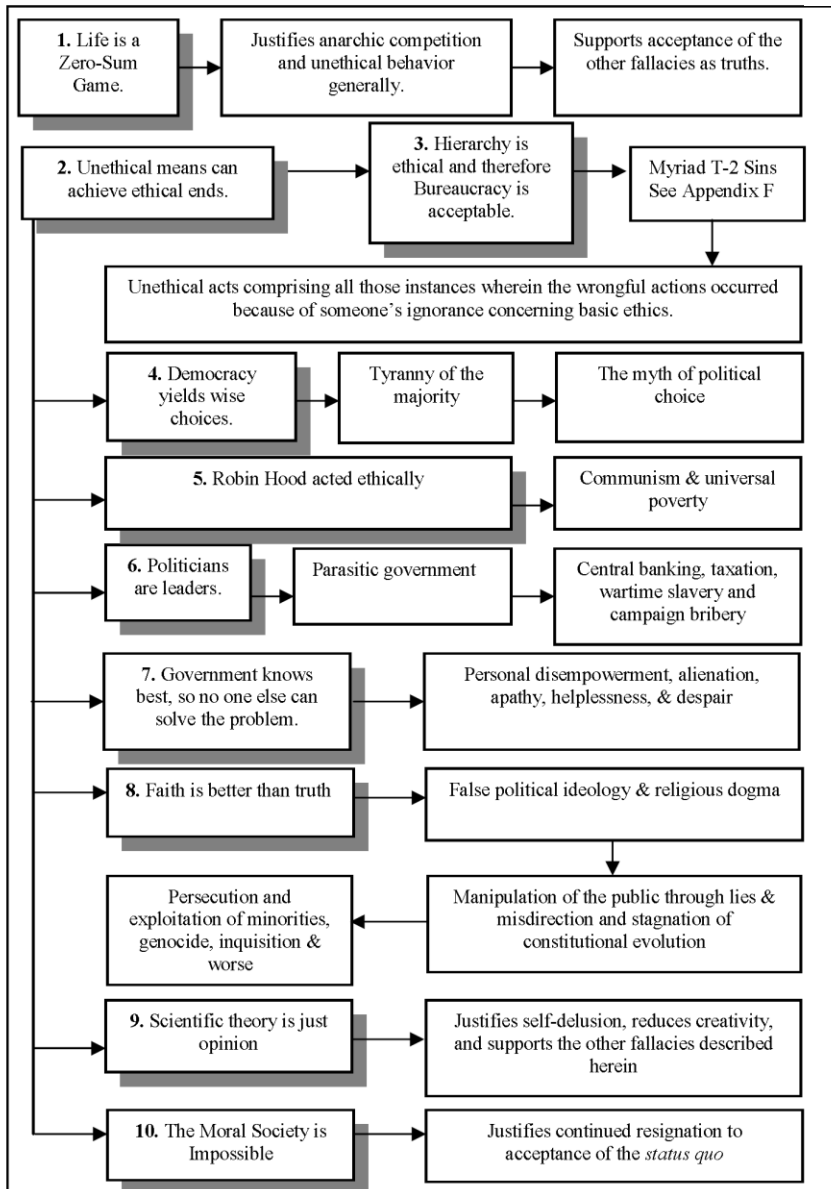 1. Life is a
Zero-Sum
Game.
Justifies anarchic competition
and unethical behavior
generally.
Supports acceptance of the
other fallacies as truths.
2. Unethical means can
achieve ethical ends.
3. Hierarchy is
ethical and therefore
Bureaucracy is
acceptable.
Myriad T-2 Sins
See Appendix F
Unethical acts comprising all those instances wherein the wrongful actions occurred
because of someone’s ignorance concerning basic ethics.
4. Democracy
yields wise
choices.
Tyranny of the
majority
The myth of political
choice
5. Robin Hood acted ethically
Communism & universal
poverty
6. Politicians
are leaders.
Parasitic government
Central banking, taxation,
wartime slavery and
campaign bribery
7. Government knows
best, so no one else can
solve the problem.
Personal disempowerment, alienation,
apathy, helplessness, & despair
8. Faith is better than truth
False political ideology & religious dogma
Persecution and
exploitation of minorities,
genocide, inquisition &
worse
Manipulation of the public through lies &
misdirection and stagnation of
constitutional evolution
9. Scientific theory is just
opinion
Justifies self-delusion, reduces creativity,
and supports the other fallacies described
herein
10. The Moral Society is
Impossible
Justifies continued resignation to
acceptance of the status quo